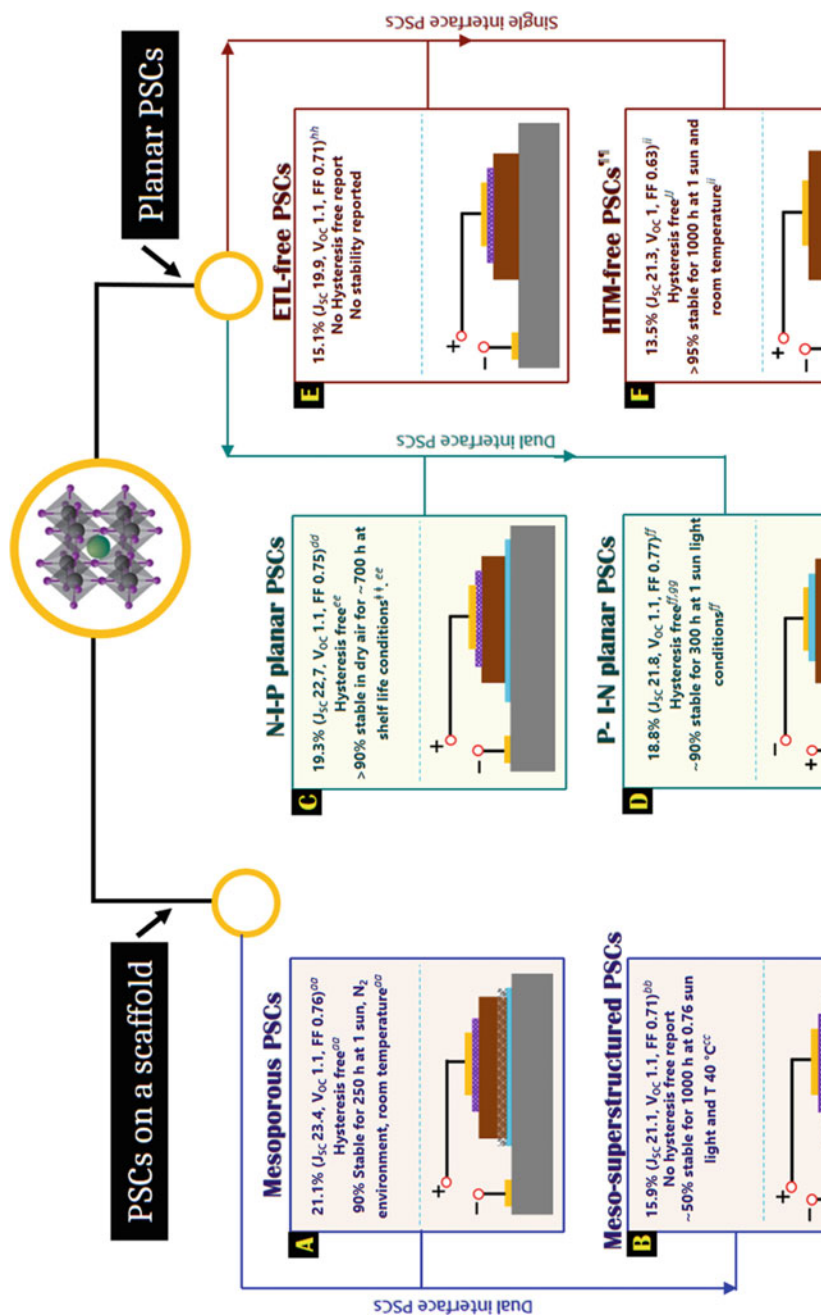 PSCs on a scaffold
Planar PSCs
Dual interface PSCs
Mesoporous PSCs
A
21.1% (JSC 23.4, VOC 1.1, FF 0.76)aa
Hysteresis freeaa
90% Stable for 250 h at 1 sun, N2
environment, room temperatureaa
+
−
Meso-superstructured PSCs
B
15.9% (JSC 21.1, VOC 1.1, FF 0.71)bb
No hysteresis free report
~50% stable for 1000 h at 0.76 sun
light and T 40 °Ccc
+
−
Dual interface PSCs
N-I-P planar PSCs
C
19.3% (JSC 22,7, VOC 1.1, FF 0.75)dd
Hysteresis freeee
>90% stable in dry air for ~700 h at
shelf life conditions‡‡, ee
+
−
P- I-N planar PSCs
D
18.8% (JSC 21.8, VOC 1.1, FF 0.77)ff
Hysteresis freeff,gg
~90% stable for 300 h at 1 sun light
conditionsff
−
+
Single interface PSCs
ETL-free PSCs
E
15.1% (JSC 19.9, VOC 1.1, FF 0.71)hh
No Hysteresis free report
No stability reported
+
−
HTM-free PSCs¶¶
F
13.5% (JSC 21.3, VOC 1, FF 0.63)ii
Hysteresis freejj
>95% stable for 1000 h at 1 sun and
room temperatureii
+
−